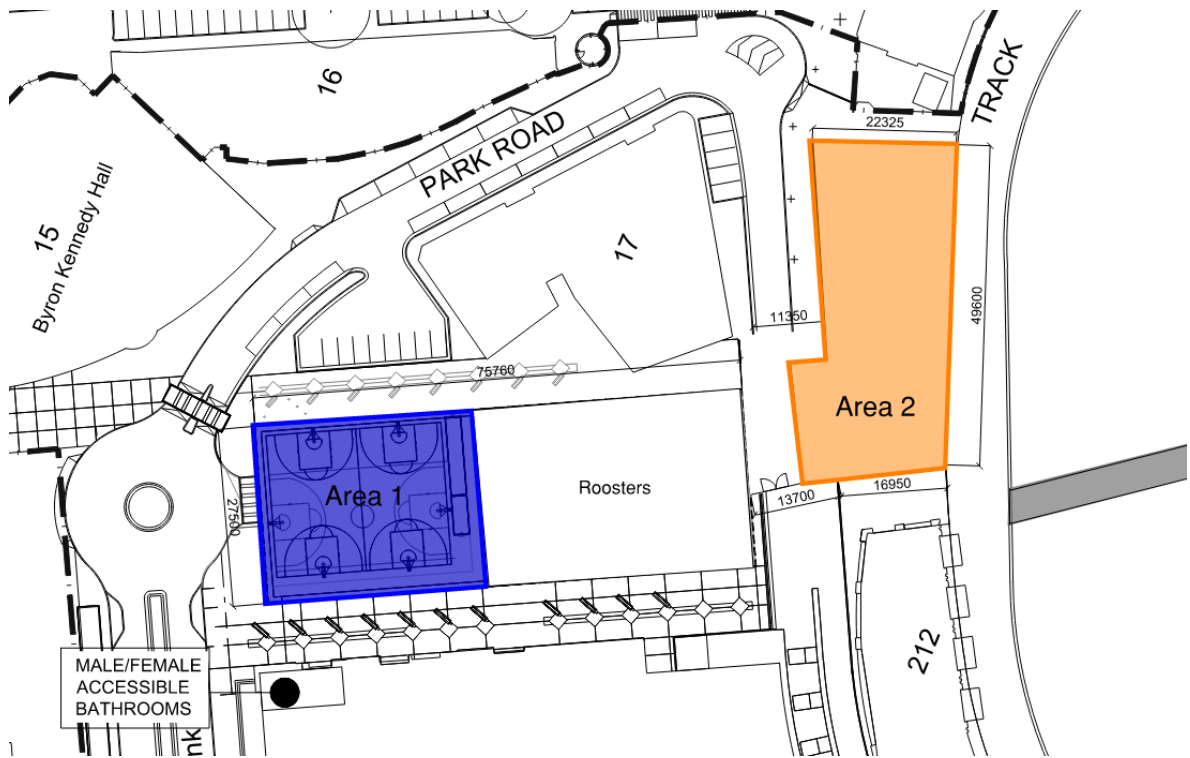 16
TRACK
22325
PARK ROAD
15
Byron Kennedy Hall
17
11350
49600
75760
Area 2
Area 1
Roosters
27500
13700
16950
212
MALE/FEMALE
ACCESSIBLE
BATHROOMS
nk